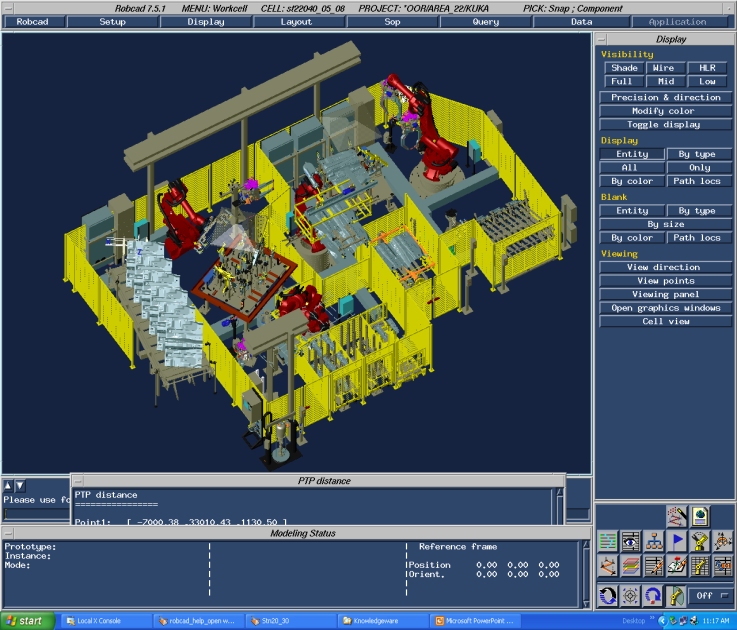 Robcad 7.5.1 MENU: Workcell CELL: st22040_05_08 PROJECT: "OOR/AREA_22/KUKA PICK: Snap ; Component
Robcad Setup Display Layout Sop Query Data Application
Display
Visibility
Shade Wire HLR
Full Mid Low
Precision & direction
Modify color
Toggle display
Display
Entity By type
All Only
By color Path locs
Blank
Entity By type
By size
By color Path locs
Viewing
View direction
View points
Viewing panel
Open graphics windows
Cell view
Please use fo
PTP distance
PTP distance
================
Point1: [ -7000.38 ,33010.43 ,1130.50 ]
Modeling Status
Prototype:
Instance:
Mode:
Reference frame
Position 0.00 0.00 0.00
Orient. 0.00 0.00 0.00
Off
start Local X Console robcad_help_open w... Stn20_30 Knowledgeware Microsoft PowerPoint ... Desktop » 11:17 AM